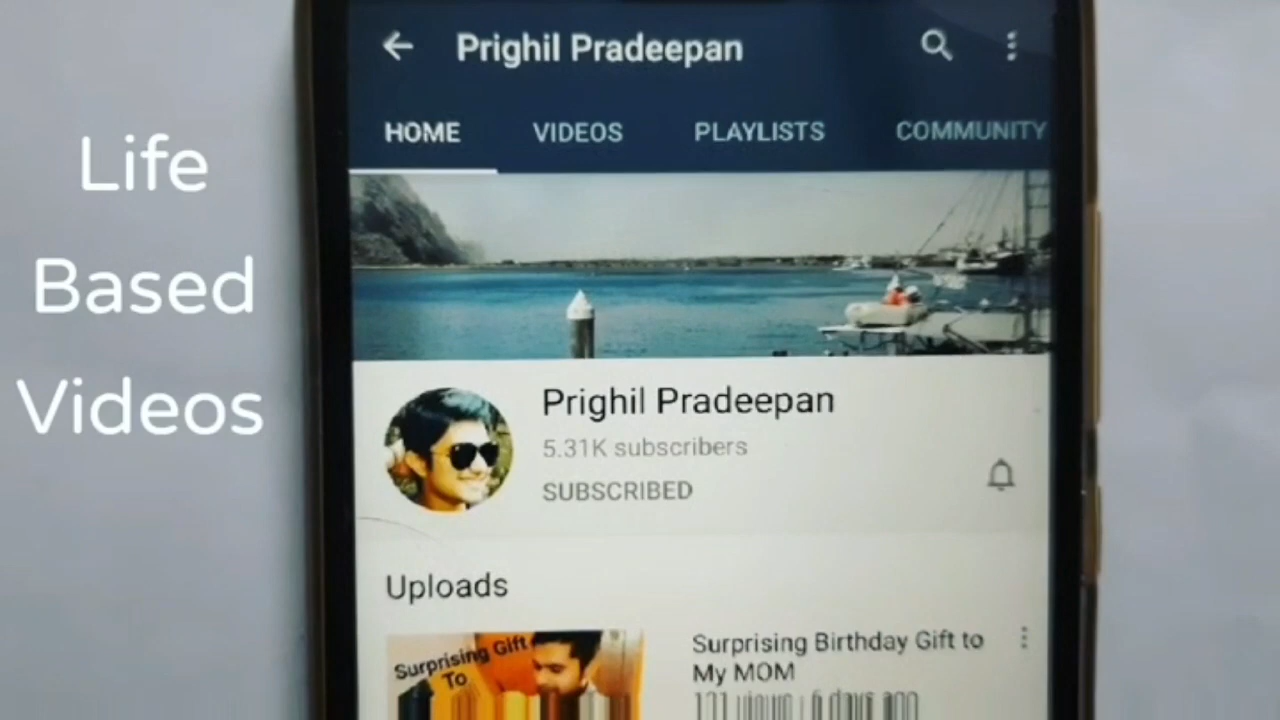 Life
Based
Videos
Prighil Pradeepan
HOME VIDEOS PLAYLISTS COMMUNITY
Prighil Pradeepan
5.31K subscribers
SUBSCRIBED
Uploads
Surprising Gift
To
Surprising Birthday Gift to
My MOM